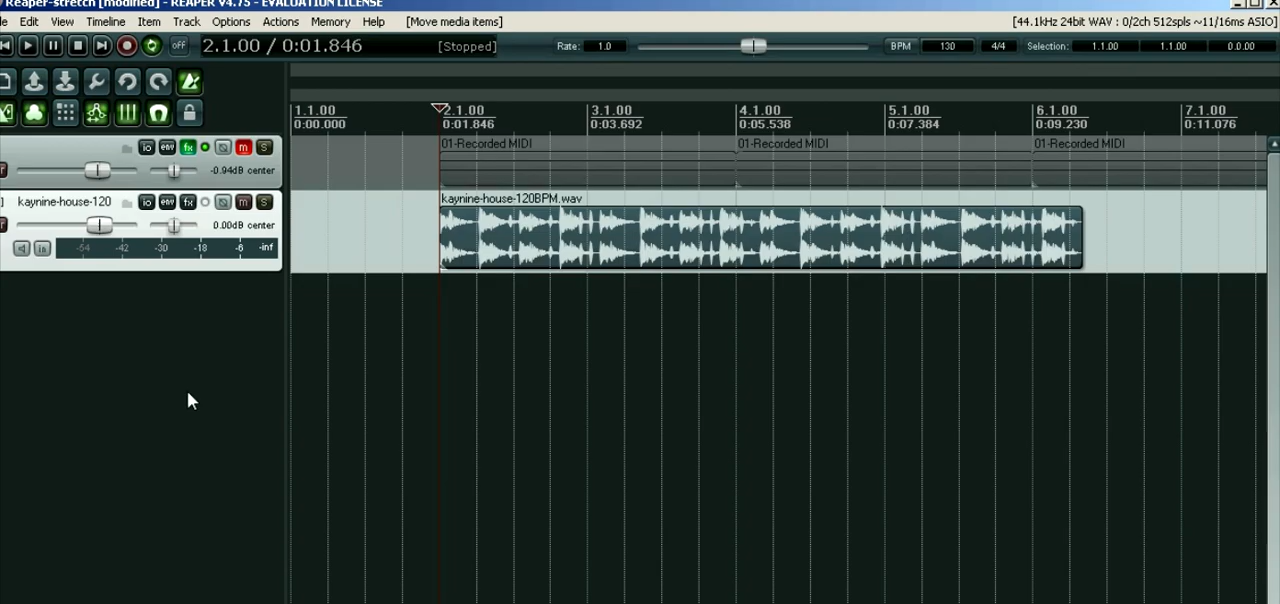 Reaper-stretch [modified] - REAPER v4.75 - EVALUATION LICENSE
Edit View Timeline Item Track Options Actions Memory Help [Move media items] [44.1kHz 24bit WAV : 0/2ch 512spls ~11/16ms ASIO]
OFF 2.1.00 / 0:01.846 [Stopped] Rate: 1.0 BPM 130 4/4 Selection: 1.1.00 1.1.00 0.0.00
1.1.00 2.1.00 3.1.00 4.1.00 5.1.00 6.1.00 7.1.00
0:00.000 0:01.846 0:03.692 0:05.538 0:07.384 0:09.230 0:11.076
io env fx m S 01-Recorded MIDI 01-Recorded MIDI 01-Recorded MIDI
-0.94dB center
kaynine-house-120 io env fx m S kaynine-house-120BPM.wav
0.00dB center
-54 -42 -30 -18 -6 -inf